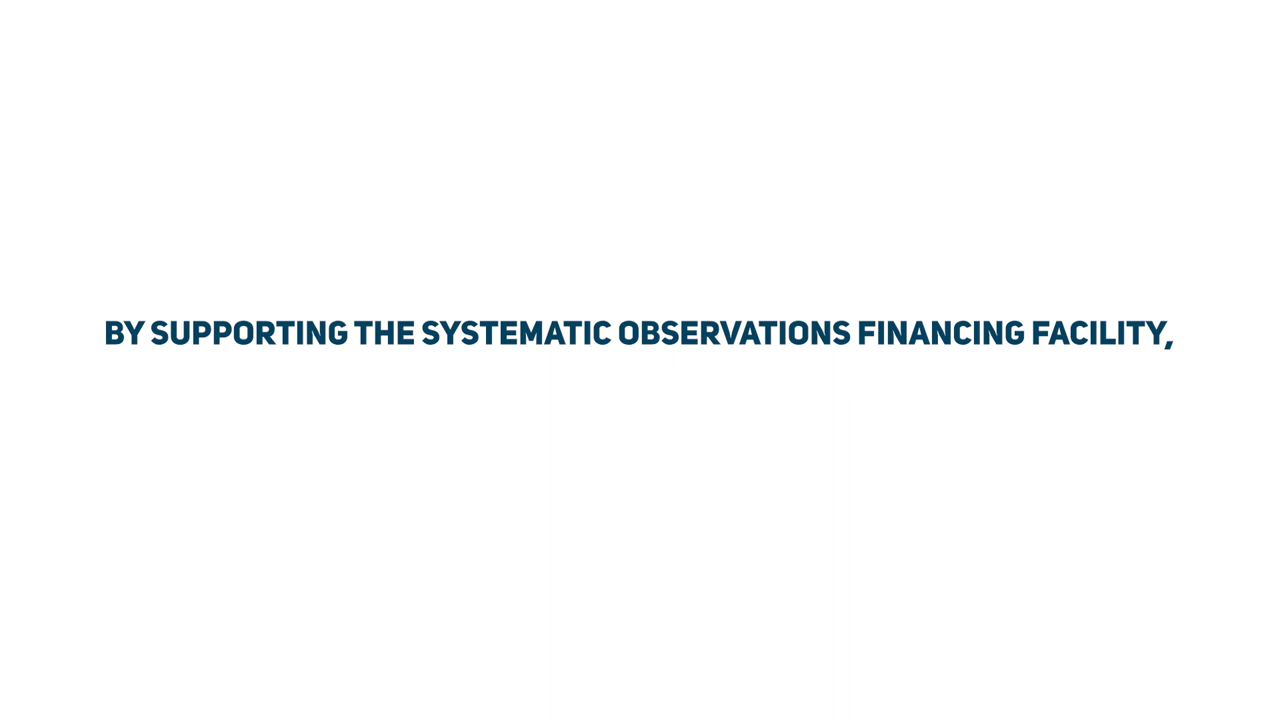 BY SUPPORTING THE SYSTEMATIC OBSERVATIONS FINANCING FACILITY,